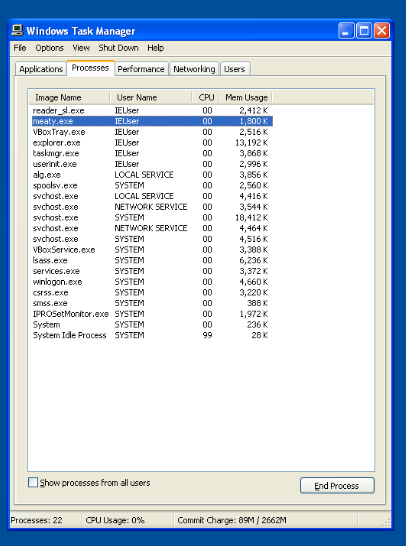 Windows Task Manager
File Options View Shut Down Help
Applications Processes Performance Networking Users
Image Name User Name CPU Mem Usage
reader_sl.exe IEUser 00 2,412 K
meaty.exe IEUser 00 1,800 K
VBoxTray.exe IEUser 00 2,516 K
explorer.exe IEUser 00 13,192 K
taskmgr.exe IEUser 00 3,868 K
userinit.exe IEUser 00 2,996 K
alg.exe LOCAL SERVICE 00 3,856 K
spoolsv.exe SYSTEM 00 2,560 K
svchost.exe LOCAL SERVICE 00 4,416 K
svchost.exe NETWORK SERVICE 00 3,544 K
svchost.exe SYSTEM 00 18,412 K
svchost.exe NETWORK SERVICE 00 4,464 K
svchost.exe SYSTEM 00 4,516 K
VBoxService.exe SYSTEM 00 3,388 K
lsass.exe SYSTEM 00 6,236 K
services.exe SYSTEM 00 3,372 K
winlogon.exe SYSTEM 00 4,660 K
csrss.exe SYSTEM 00 3,220 K
smss.exe SYSTEM 00 388 K
IPROSetMonitor.exe SYSTEM 00 1,972 K
System SYSTEM 00 236 K
System Idle Process SYSTEM 99 28 K
Show processes from all users
End Process
Processes: 22 CPU Usage: 0% Commit Charge: 89M / 2662M